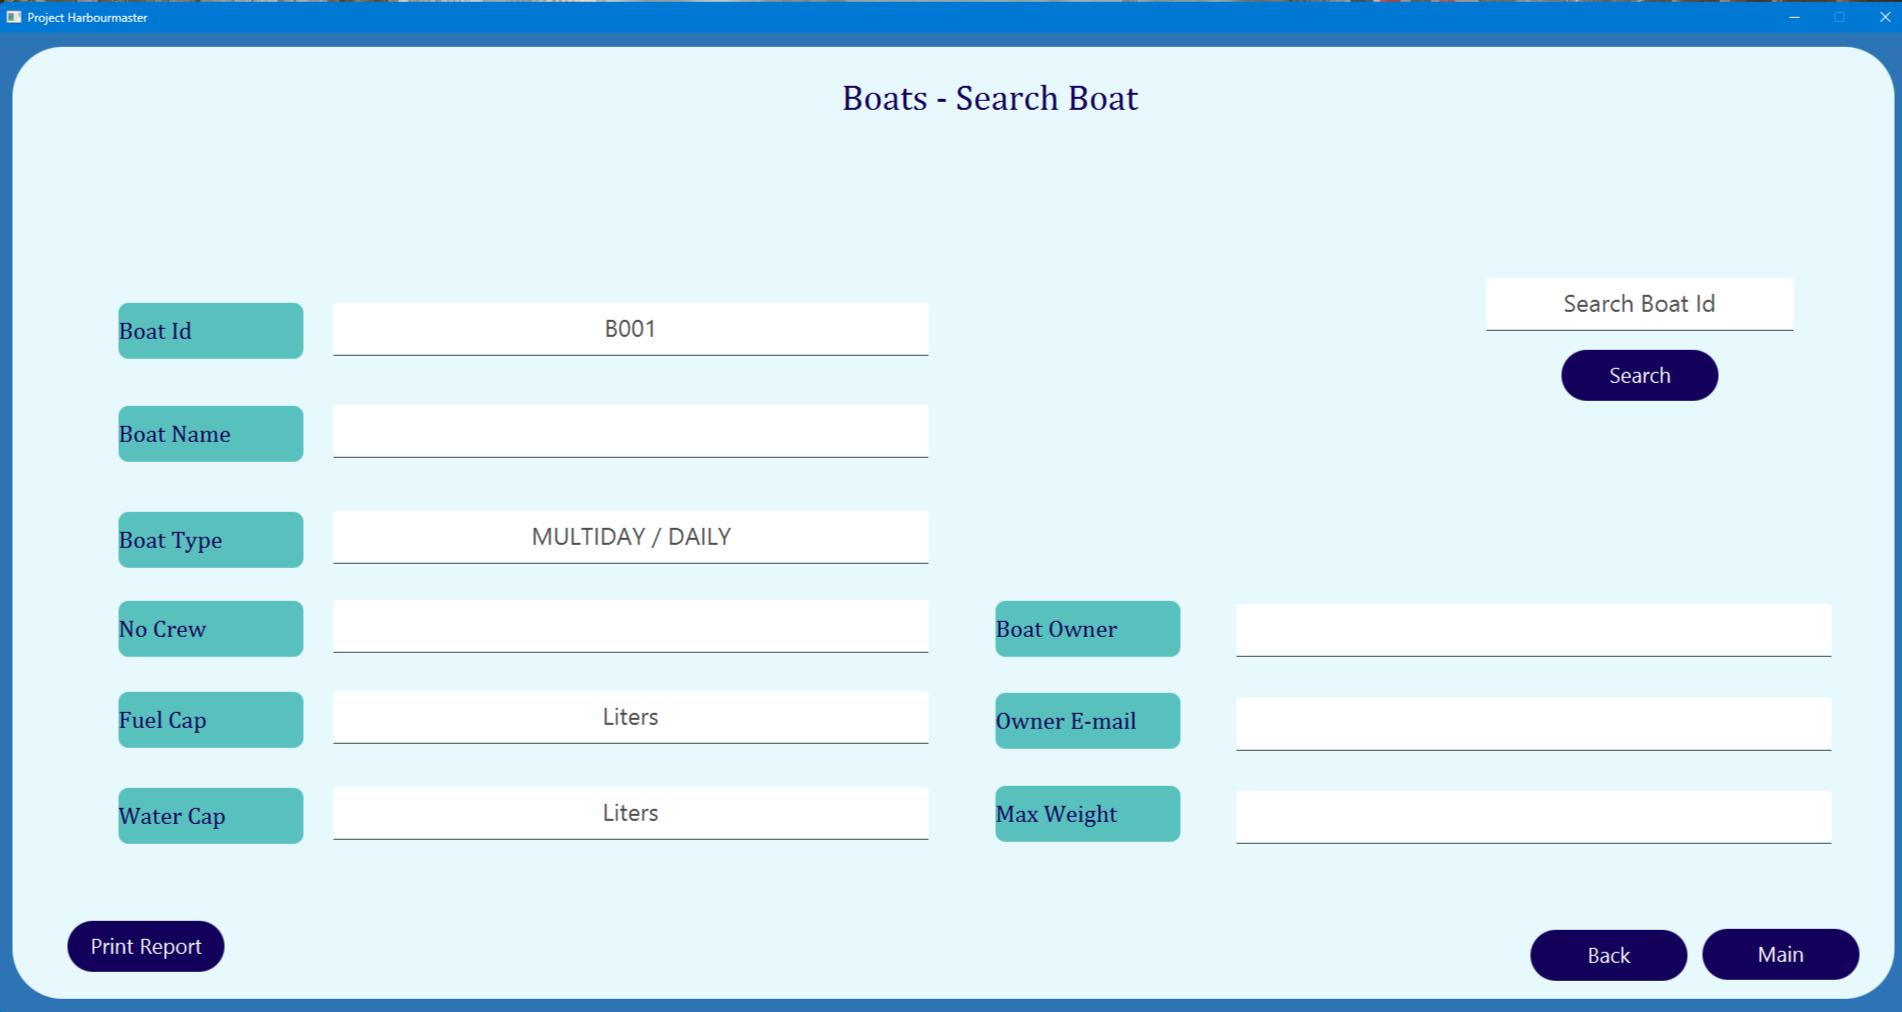 Project Harbourmaster
Boats - Search Boat
Search Boat Id
Search
Boat Id
B001
Boat Name
Boat Type
MULTIDAY / DAILY
No Crew
Boat Owner
Fuel Cap
Liters
Owner E-mail
Water Cap
Liters
Max Weight
Print Report
Back
Main